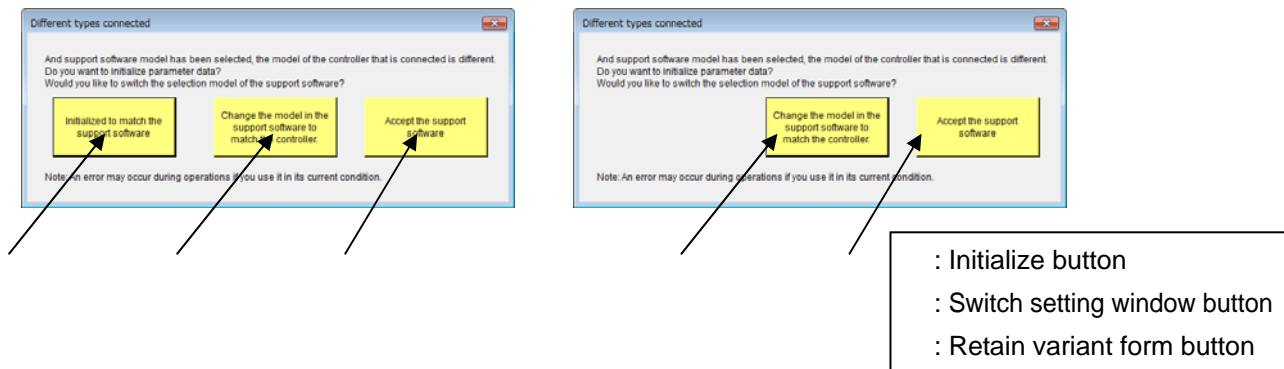 Different types connected
And support software model has been selected, the model of the controller that is connected is different.
Do you want to initialize parameter data?
Would you like to switch the selection model of the support software?
Initialized to match the
support software
Change the model in the
support software to
match the controller.
Accept the support
software
Note: An error may occur during operations if you use it in its current condition.
Different types connected
And support software model has been selected, the model of the controller that is connected is different.
Do you want to initialize parameter data?
Would you like to switch the selection model of the support software?
Change the model in the
support software to
match the controller.
Accept the support
software
Note: An error may occur during operations if you use it in its current condition.
: Initialize button
: Switch setting window button
: Retain variant form button